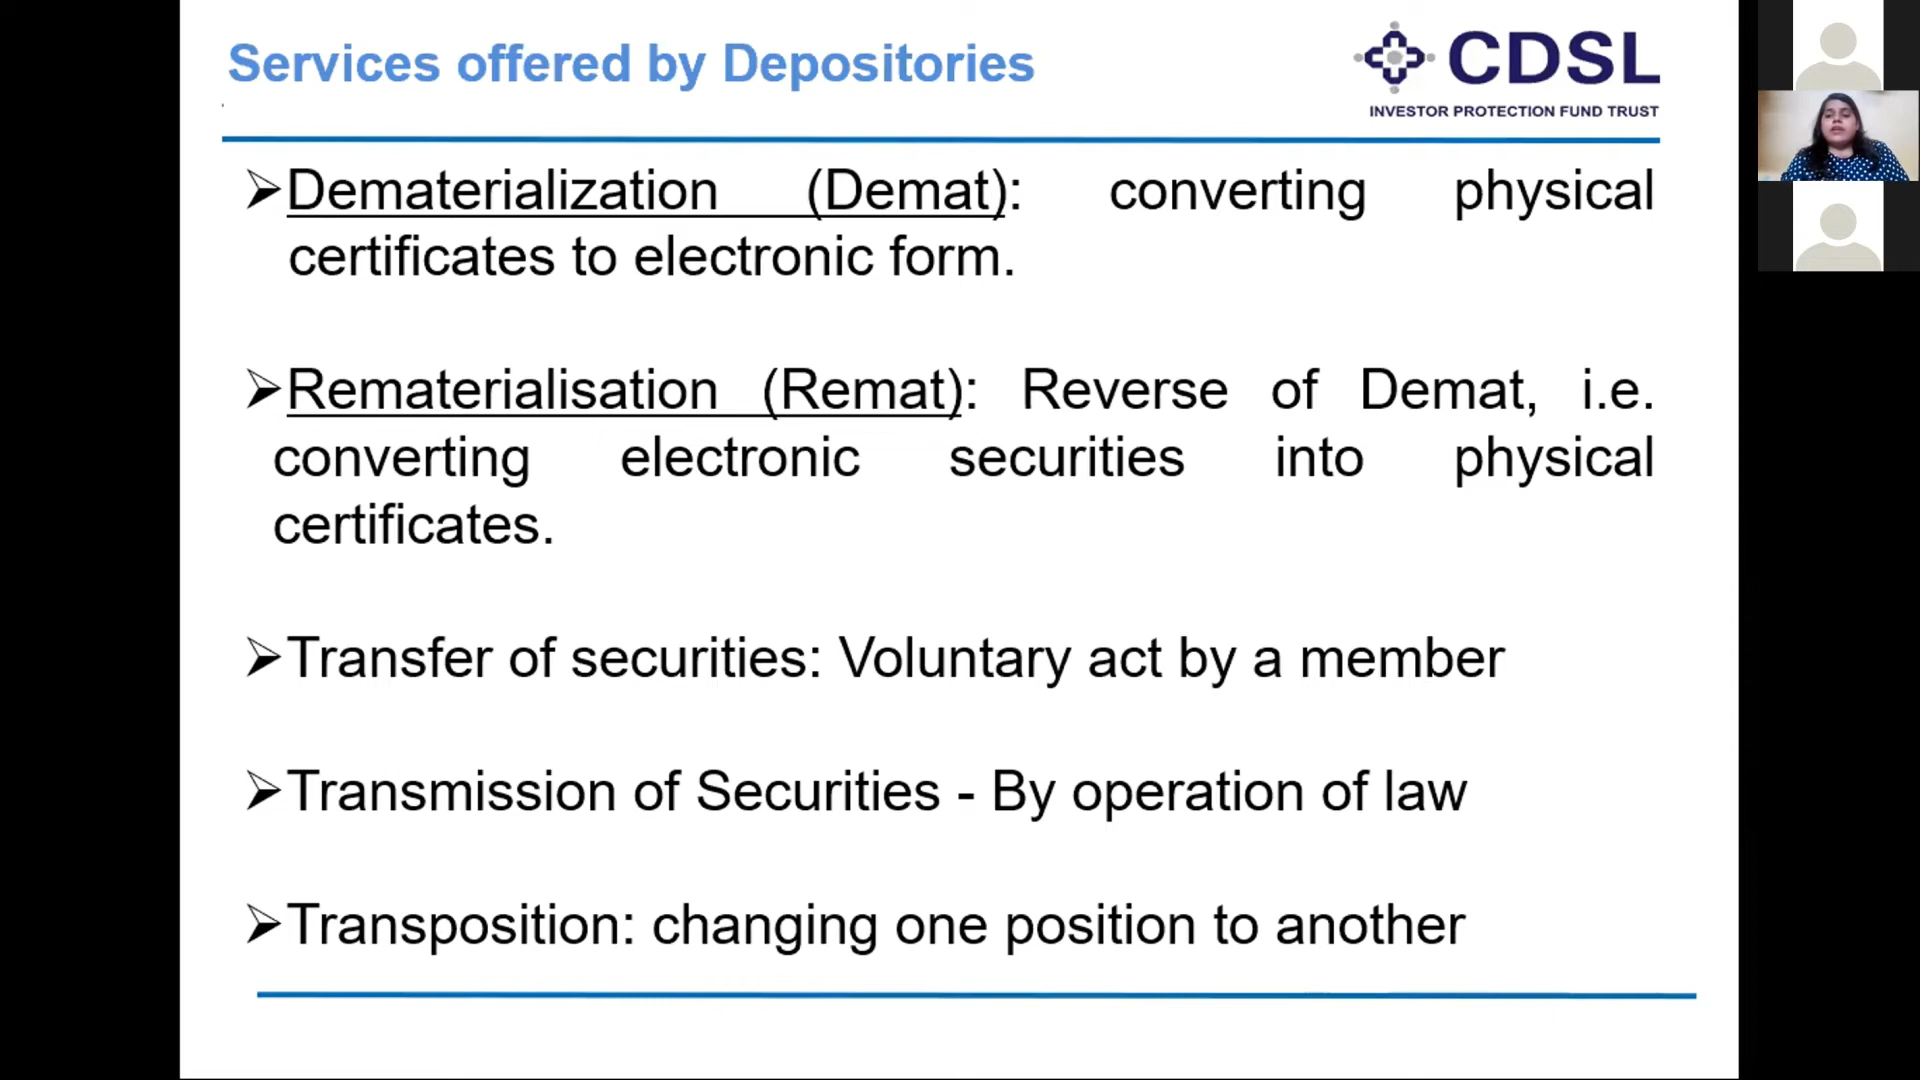 Services offered by Depositories
CDSL
INVESTOR PROTECTION FUND TRUST
➢Dematerialization (Demat): converting physical
certificates to electronic form.
➢Rematerialisation (Remat): Reverse of Demat, i.e.
converting electronic securities into physical
certificates.
➢Transfer of securities: Voluntary act by a member
➢Transmission of Securities - By operation of law
➢Transposition: changing one position to another